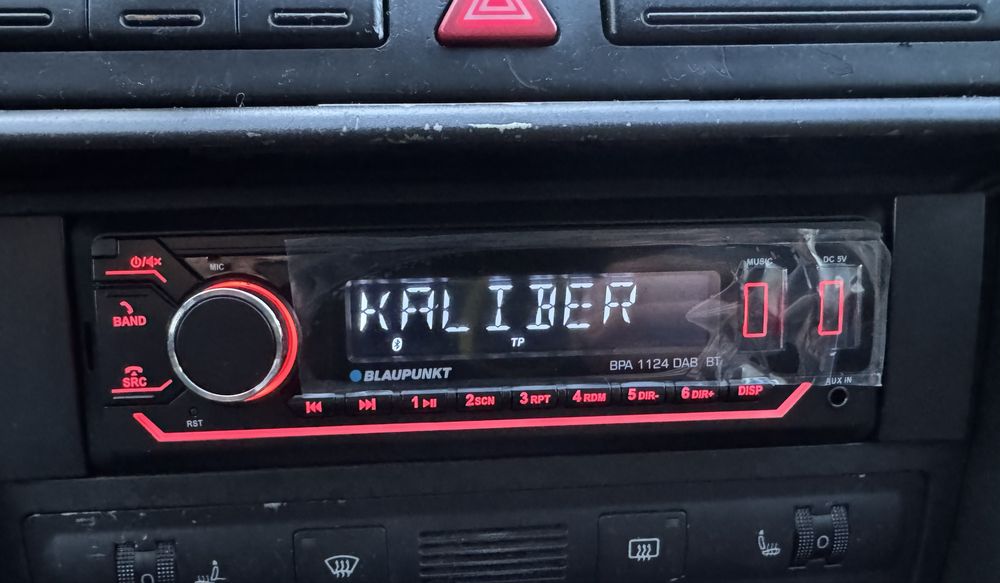 MIC
MUSIC
DC 5V
BAND
KALIBER
TP
SRC
BLAUPUNKT
BPA 1124 DAB BT
AUX IN
1 2SCN 3RPT 4RDM 5DIR- 6DIR+ DISP
RST